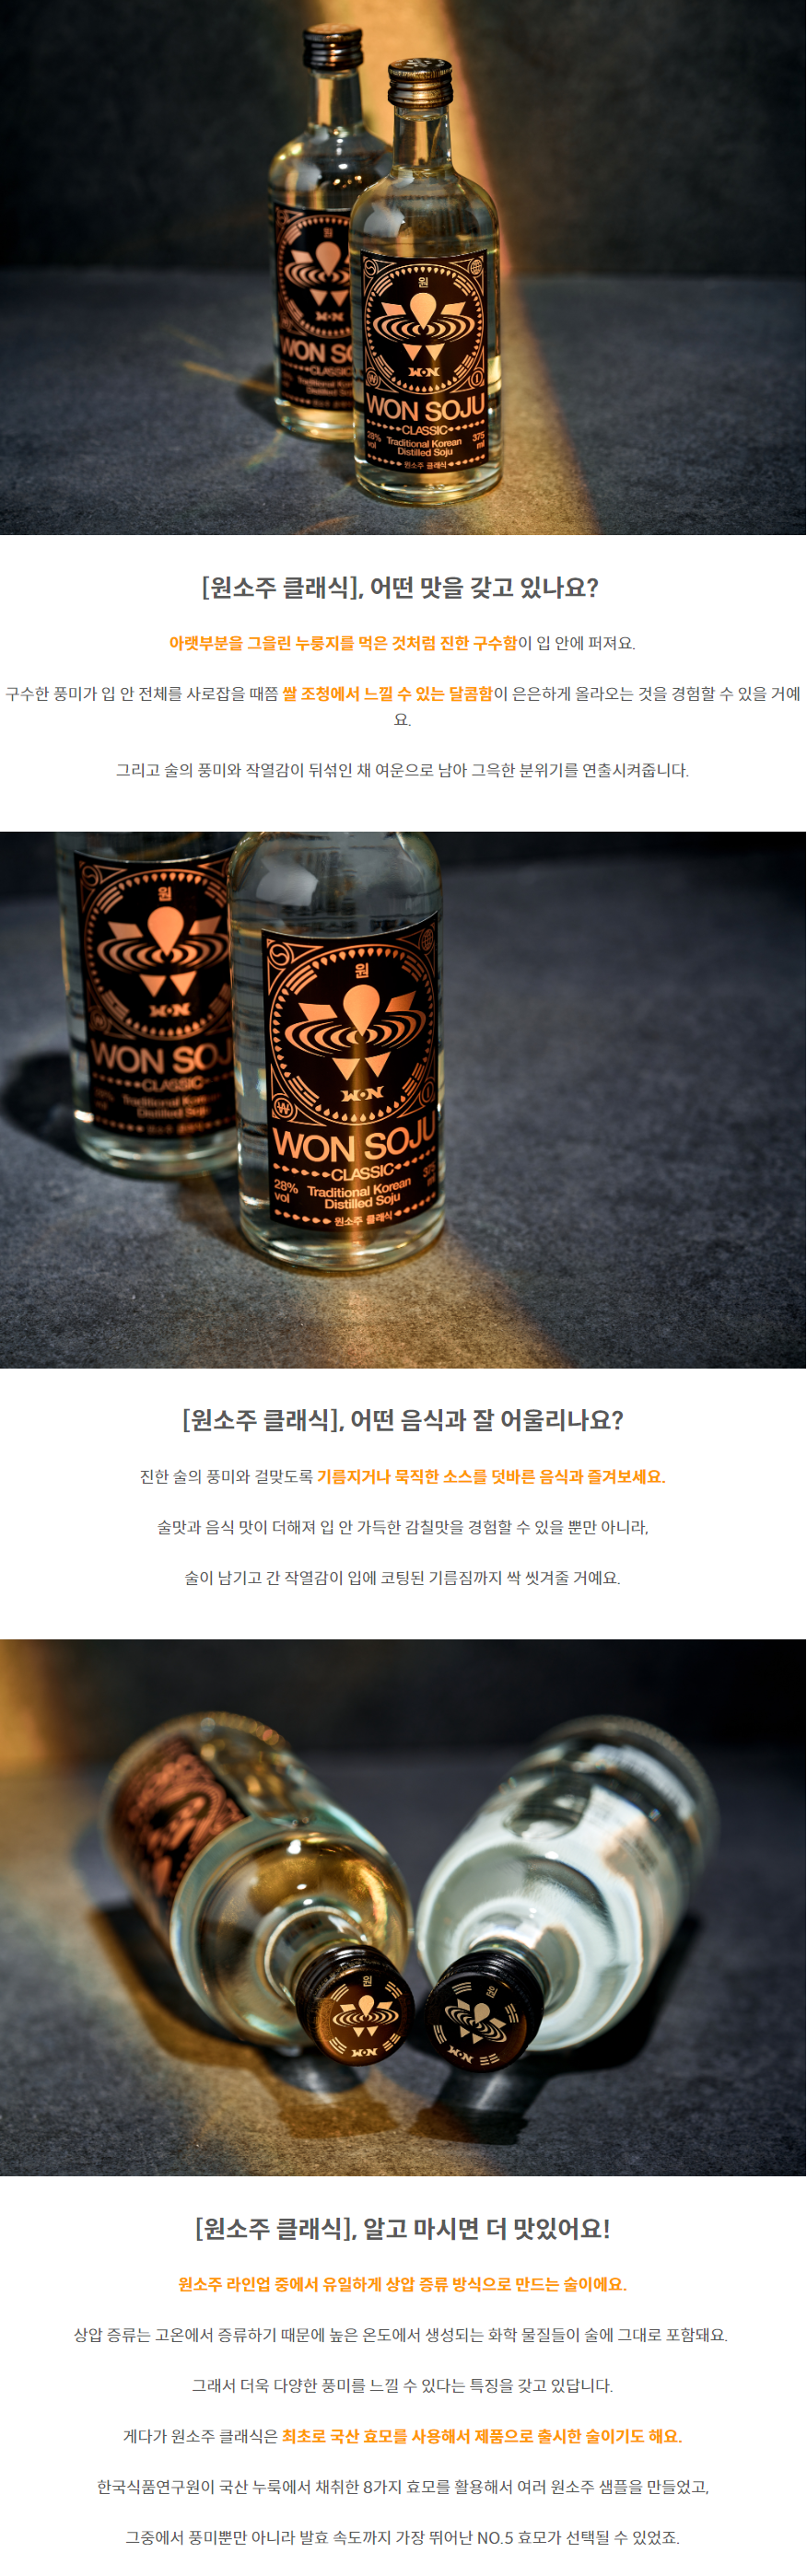 원
WON
WON SO
CLASSIC
원
WON
WON SOJU
CLASSIC
28% vol
Traditional Korean
Distilled Soju
375 ml
원소주 클래식
[원소주 클래식], 어떤 맛을 갖고 있나요?
아랫부분을 그을린 누룽지를 먹은 것처럼 진한 구수함이 입 안에 퍼져요.
구수한 풍미가 입 안 전체를 사로잡을 때쯤 쌀 조청에서 느낄 수 있는 달콤함이 은은하게 올라오는 것을 경험할 수 있을 거예
요.
그리고 술의 풍미와 작열감이 뒤섞인 채 여운으로 남아 그윽한 분위기를 연출시켜줍니다.
원
WON
WON SOJ
CLASSIC
원
WON
WON SOJU
CLASSIC
28% vol
Traditional Korean
Distilled Soju
375 ml
원소주 클래식
[원소주 클래식], 어떤 음식과 잘 어울리나요?
진한 술의 풍미와 걸맞도록 기름지거나 묵직한 소스를 덧바른 음식과 즐겨보세요.
술맛과 음식 맛이 더해져 입 안 가득한 감칠맛을 경험할 수 있을 뿐만 아니라,
술이 남기고 간 작열감이 입에 코팅된 기름짐까지 싹 씻겨줄 거예요.
원
WON
원
WON
[원소주 클래식], 알고 마시면 더 맛있어요!
원소주 라인업 중에서 유일하게 상압 증류 방식으로 만드는 술이에요.
상압 증류는 고온에서 증류하기 때문에 높은 온도에서 생성되는 화학 물질들이 술에 그대로 포함돼요.
그래서 더욱 다양한 풍미를 느낄 수 있다는 특징을 갖고 있답니다.
게다가 원소주 클래식은 최초로 국산 효모를 사용해서 제품으로 출시한 술이기도 해요.
한국식품연구원이 국산 누룩에서 채취한 8가지 효모를 활용해서 여러 원소주 샘플을 만들었고,
그중에서 풍미뿐만 아니라 발효 속도까지 가장 뛰어난 NO.5 효모가 선택될 수 있었죠.